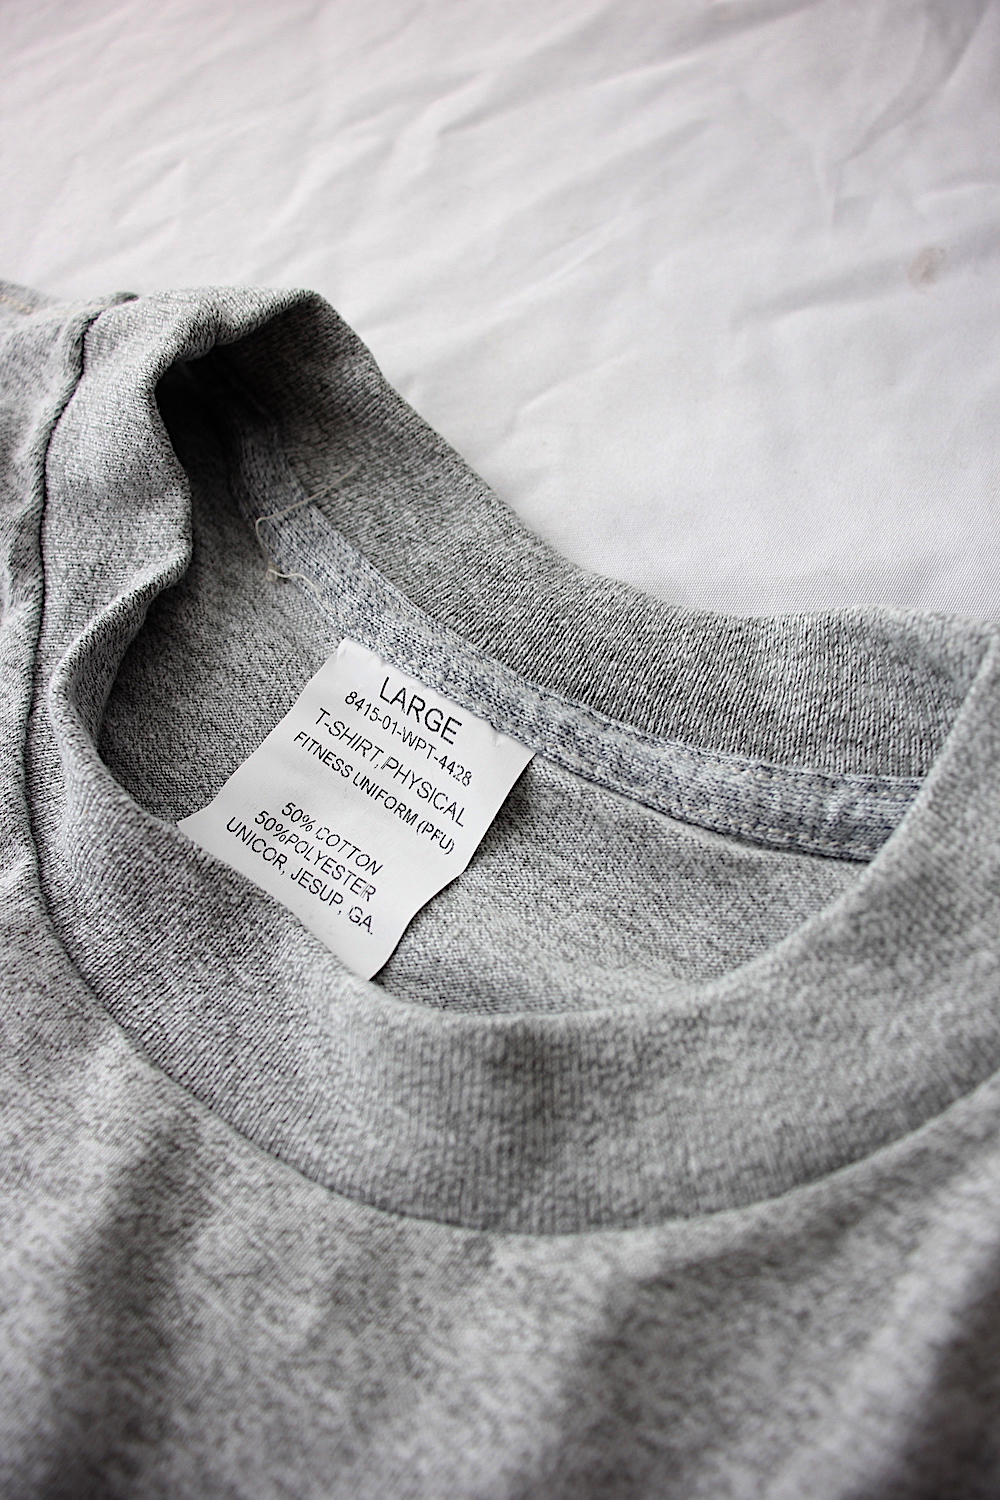 LARGE
8415-01-WPT-4428
T-SHIRT, PHYSICAL
FITNESS UNIFORM (PFU)
50% COTTON
50%POLYESTER
UNICOR, JESUP, GA.